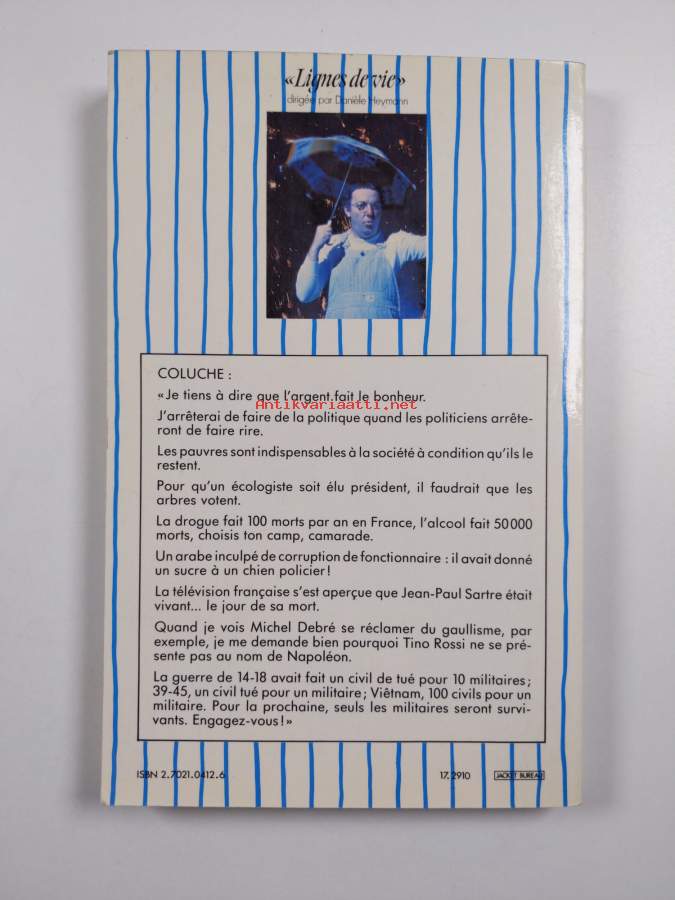 «Lignes de vie»
dirigée par Danièle Heymann
COLUCHE :
«Je tiens à dire que l'argent fait le bonheur.
Antikvariaatti.net
J'arrêterai de faire de la politique quand les politiciens arrête-
ront de faire rire.
Les pauvres sont indispensables à la société à condition qu'ils le
restent.
Pour qu'un écologiste soit élu président, il faudrait que les
arbres votent.
La drogue fait 100 morts par an en France, l'alcool fait 50 000
morts, choisis ton camp, camarade.
Un arabe inculpé de corruption de fonctionnaire : il avait donné
un sucre à un chien policier!
La télévision française s'est aperçue que Jean-Paul Sartre était
vivant... le jour de sa mort.
Quand je vois Michel Debré se réclamer du gaullisme, par
exemple, je me demande bien pourquoi Tino Rossi ne se pré-
sente pas au nom de Napoléon.
La guerre de 14-18 avait fait un civil de tué pour 10 militaires;
39-45, un civil tué pour un militaire; Viêtnam, 100 civils pour un
militaire. Pour la prochaine, seuls les militaires seront survi-
vants. Engagez-vous!»
ISBN 2.7021.0412.6
17.2910
JACKET BUREAU